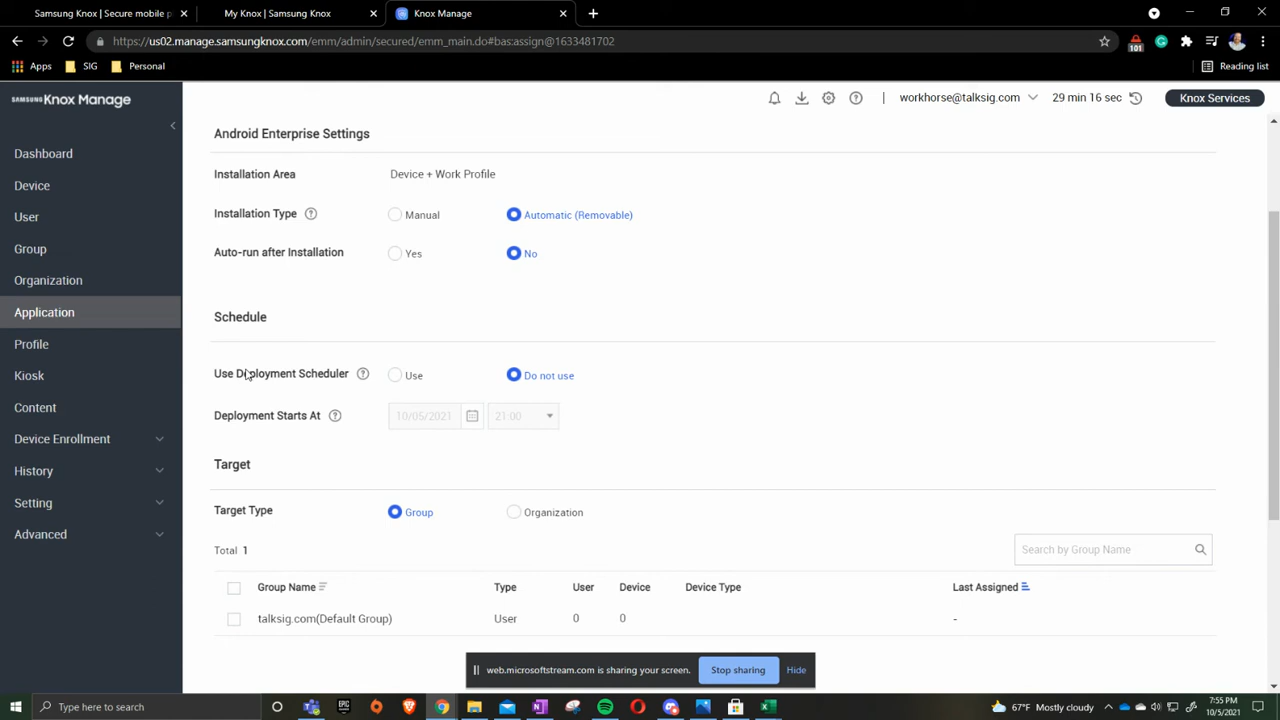 Samsung Knox | Secure mobile p
My Knox | Samsung Knox
Knox Manage
https://us02.manage.samsungknox.com/emm/admin/secured/emm_main.do#bas:assign@1633481702
101
Apps
SIG
Personal
Reading list
SAMSUNG Knox Manage
workhorse@talksig.com
29 min 16 sec
Knox Services
Dashboard
Device
User
Group
Organization
Application
Profile
Kiosk
Content
Device Enrollment
History
Setting
Advanced
Android Enterprise Settings
Installation Area Device + Work Profile
Installation Type ? Manual Automatic (Removable)
Auto-run after Installation Yes No
Schedule
Use Deployment Scheduler ? Use Do not use
Deployment Starts At ? 10/05/2021 21:00
Target
Target Type Group Organization
Total 1
Search by Group Name
Group Name Type User Device Device Type Last Assigned
talksig.com(Default Group) User 0 0 -
web.microsoftstream.com is sharing your screen. Stop sharing Hide
Type here to search
EPIC
67°F Mostly cloudy
7:55 PM
10/5/2021